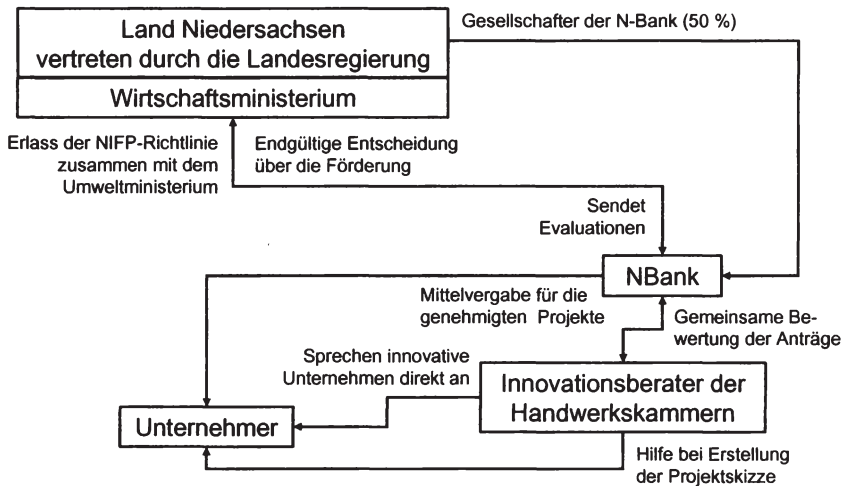 Gesellschafter der N-Bank (50 %)
Land Niedersachsen
vertreten durch die Landesregierung
Wirtschaftsministerium
Erlass der NIFP-Richtlinie
zusammen mit dem
Umweltministerium
Endgültige Entscheidung
über die Förderung
Sendet
Evaluationen
NBank
Mittelvergabe für die
genehmigten Projekte
Gemeinsame Be-
wertung der Anträge
Sprechen innovative
Unternehmen direkt an
Innovationsberater der
Handwerkskammern
Unternehmer
Hilfe bei Erstellung
der Projektskizze